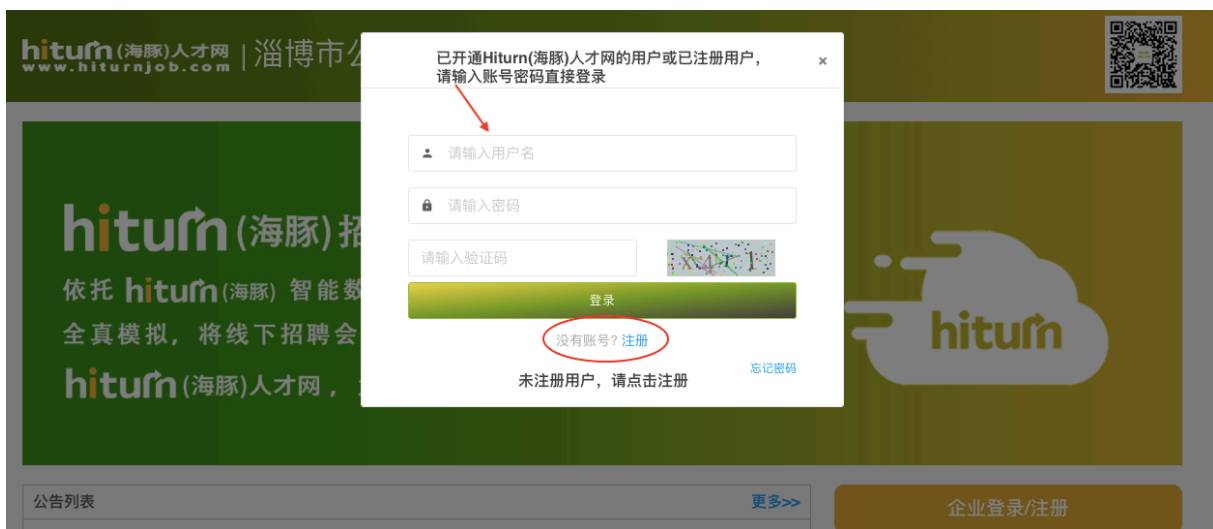 hiturn(海豚)人才网 | 淄博市公
www.hiturnjob.com
已开通Hiturn(海豚)人才网的用户或已注册用户，
请输入账号密码直接登录
×
请输入用户名
请输入密码
请输入验证码
x4r1
登录
没有账号? 注册
忘记密码
未注册用户，请点击注册
hiturn(海豚)招
依托 hiturn(海豚) 智能数
全真模拟，将线下招聘会
hiturn(海豚)人才网，
hiturn
公告列表
更多>>
企业登录/注册